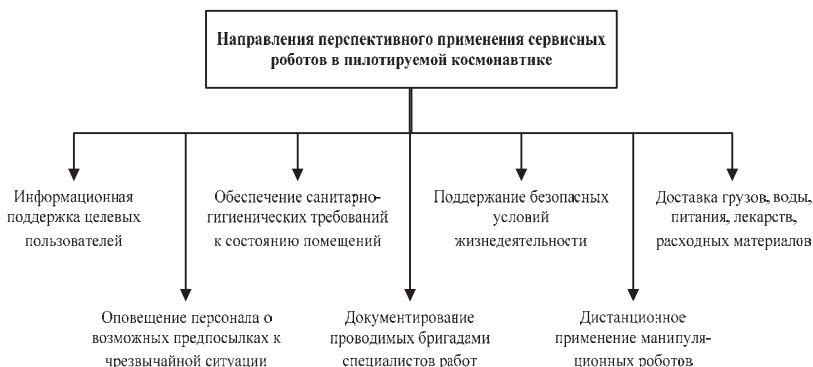 Направления перспективного применения сервисных
роботов в пилотируемой космонавтике
Информационная
поддержка целевых
пользователей
Обеспечение санитарно-
гигиенических требований
к состоянию помещений
Поддержание безопасных
условий
жизнедеятельности
Доставка грузов, воды,
питания, лекарств,
расходных материалов
Оповещение персонала о
возможных предпосылках к
чрезвычайной ситуации
Документирование
проводимых бригадами
специалистов работ
Дистанционное
применение манипуля-
ционных роботов